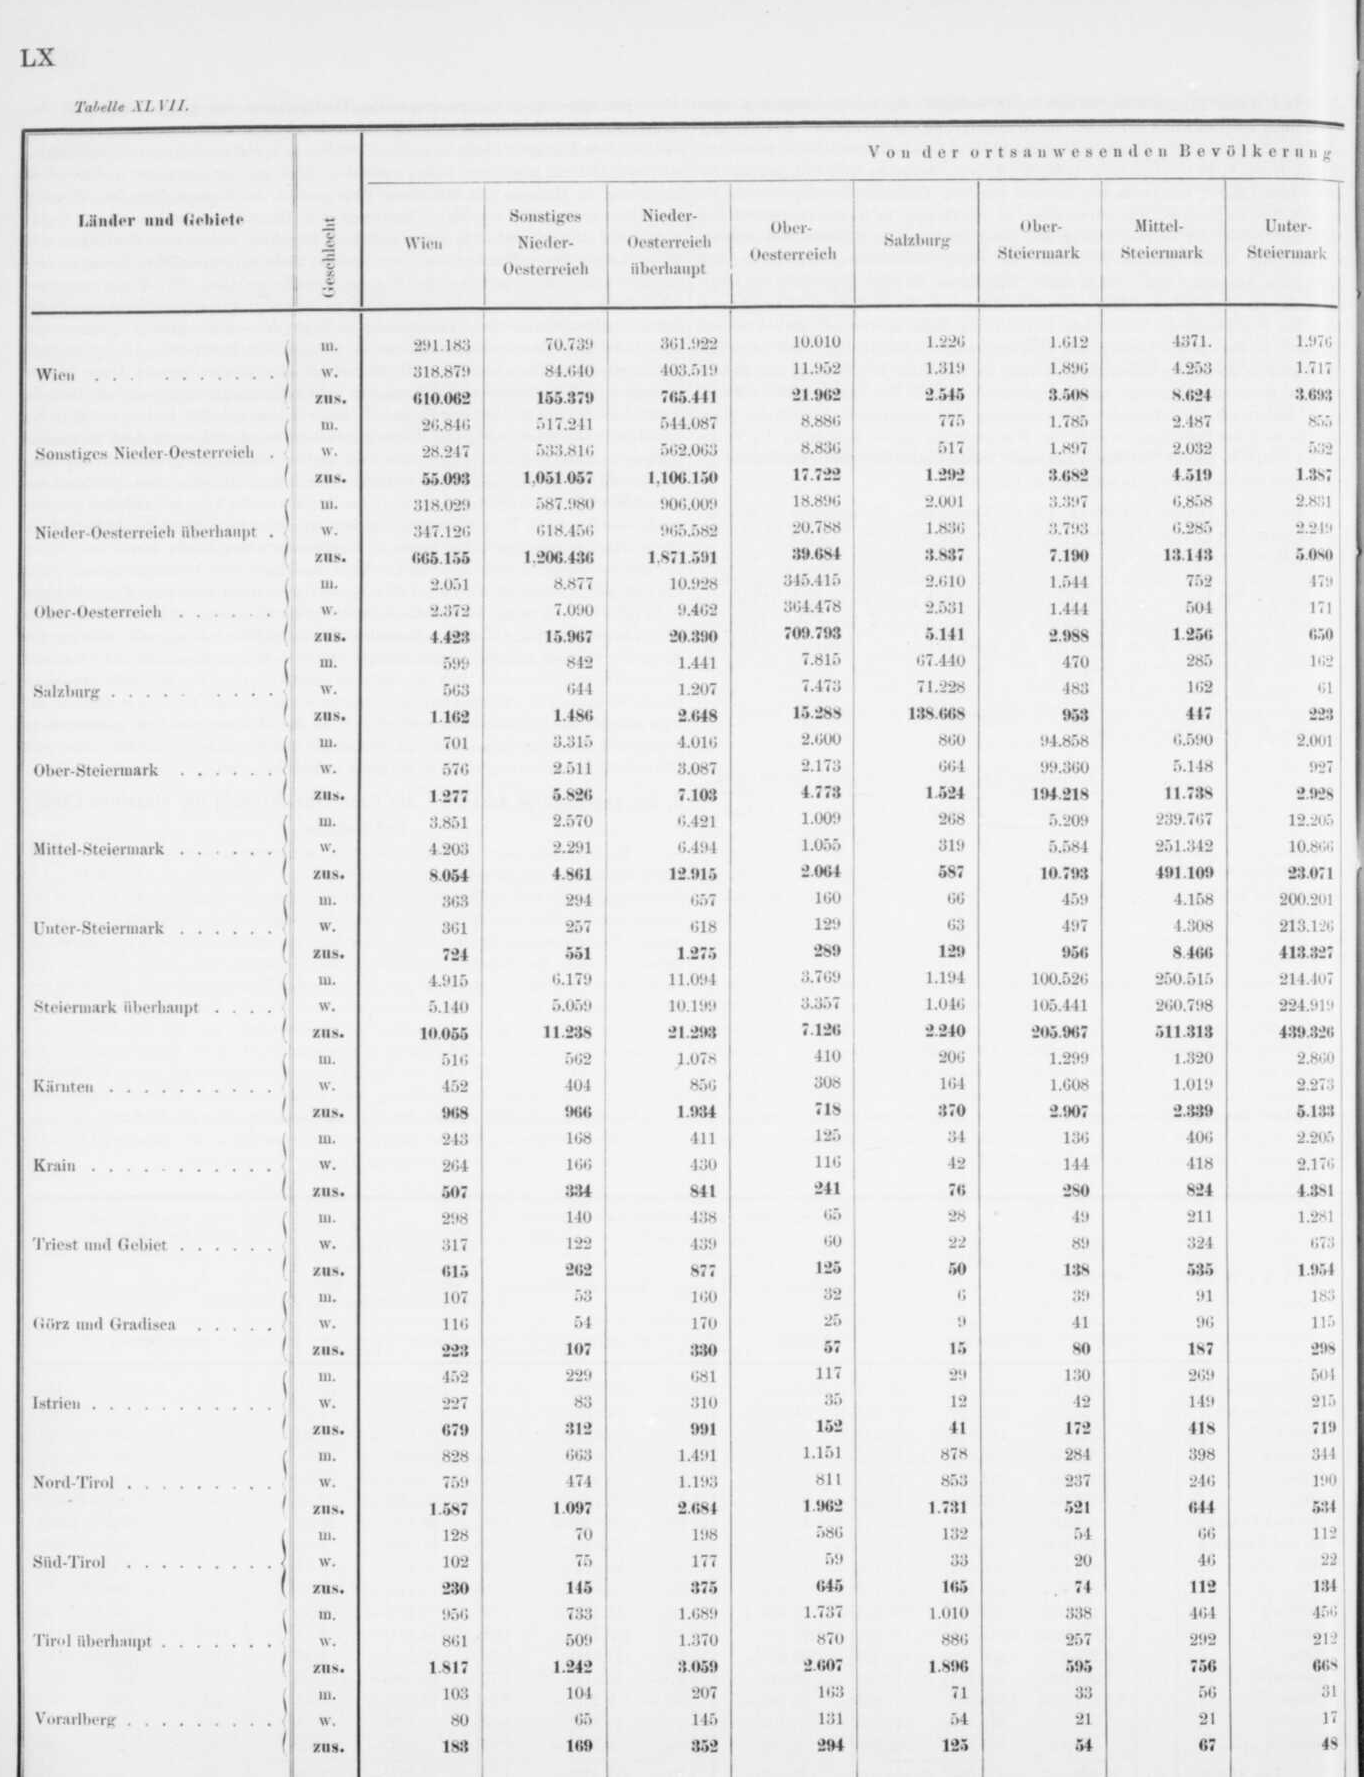 LX
Tabelle XLVII.
Von der ortsanwesenden Bevölkerung
Länder und Gebiete
Geschlecht
Wien
Sonstiges Nieder-Oesterreich
Nieder-Oesterreich überhaupt
Ober-Oesterreich
Salzburg
Ober-Steiermark
Mittel-Steiermark
Unter-Steiermark
m. 291.183 70.739 361.922 10.010 1.226 1.612 4371. 1.976
Wien . . . . . . . . . . . w. 318.879 84.640 403.519 11.952 1.319 1.896 4.253 1.717
zus. 610.062 155.379 765.441 21.962 2.545 3.508 8.624 3.693
m. 26.846 517.241 544.087 8.886 775 1.785 2.487 855
Sonstiges Nieder-Oesterreich . w. 28.247 533.816 562.063 8.836 517 1.897 2.032 532
zus. 55.093 1,051.057 1,106.150 17.722 1.292 3.682 4.519 1.387
m. 318.029 587.980 906.009 18.896 2.001 3.397 6.858 2.831
Nieder-Oesterreich überhaupt . w. 347.126 618.456 965.582 20.788 1.836 3.793 6.285 2.249
zus. 665.155 1,206.436 1,871.591 39.684 3.837 7.190 13.143 5.080
m. 2.051 8.877 10.928 345.415 2.610 1.544 752 479
Ober-Oesterreich . . . . . . w. 2.372 7.090 9.462 364.478 2.531 1.444 504 171
zus. 4.423 15.967 20.390 709.793 5.141 2.988 1.256 650
m. 599 842 1.441 7.815 67.440 470 285 162
Salzburg . . . . . . . . . w. 563 644 1.207 7.473 71.228 483 162 61
zus. 1.162 1.486 2.648 15.288 138.668 953 447 223
m. 701 3.315 4.016 2.600 860 94.858 6.590 2.001
Ober-Steiermark . . . . . . w. 576 2.511 3.087 2.173 664 99.360 5.148 927
zus. 1.277 5.826 7.103 4.773 1.524 194.218 11.738 2.928
m. 3.851 2.570 6.421 1.009 268 5.209 239.767 12.205
Mittel-Steiermark . . . . . . w. 4.203 2.291 6.494 1.055 319 5.584 251.342 10.866
zus. 8.054 4.861 12.915 2.064 587 10.793 491.109 23.071
m. 363 294 657 160 66 459 4.158 200.201
Unter-Steiermark . . . . . . w. 361 257 618 129 63 497 4.308 213.126
zus. 724 551 1.275 289 129 956 8.466 413.327
m. 4.915 6.179 11.094 3.769 1.194 100.526 250.515 214.407
Steiermark überhaupt . . . . w. 5.140 5.059 10.199 3.357 1.046 105.441 260.798 224.919
zus. 10.055 11.238 21.293 7.126 2.240 205.967 511.313 439.326
m. 516 562 1.078 410 206 1.299 1.320 2.860
Kärnten . . . . . . . . . . w. 452 404 856 308 164 1.608 1.019 2.273
zus. 968 966 1.934 718 370 2.907 2.339 5.133
m. 243 168 411 125 34 136 406 2.205
Krain . . . . . . . . . . . w. 264 166 430 116 42 144 418 2.176
zus. 507 334 841 241 76 280 824 4.381
m. 298 140 438 65 28 49 211 1.281
Triest und Gebiet . . . . . . w. 317 122 439 60 22 89 324 673
zus. 615 262 877 125 50 138 535 1.954
m. 107 53 160 32 6 39 91 183
Görz und Gradisca . . . . . w. 116 54 170 25 9 41 96 115
zus. 223 107 330 57 15 80 187 298
m. 452 229 681 117 29 130 269 504
Istrien . . . . . . . . . . . w. 227 83 310 35 12 42 149 215
zus. 679 312 991 152 41 172 418 719
m. 828 663 1.491 1.151 878 284 398 344
Nord-Tirol . . . . . . . . . w. 759 474 1.193 811 853 237 246 190
zus. 1.587 1.097 2.684 1.962 1.731 521 644 534
m. 128 70 198 586 132 54 66 112
Süd-Tirol . . . . . . . . . w. 102 75 177 59 33 20 46 22
zus. 230 145 375 645 165 74 112 134
m. 956 733 1.689 1.737 1.010 338 464 456
Tirol überhaupt . . . . . . . w. 861 509 1.370 870 886 257 292 212
zus. 1.817 1.242 3.059 2.607 1.896 595 756 668
m. 103 104 207 163 71 33 56 31
Vorarlberg . . . . . . . . . w. 80 65 145 131 54 21 21 17
zus. 183 169 352 294 125 54 67 48